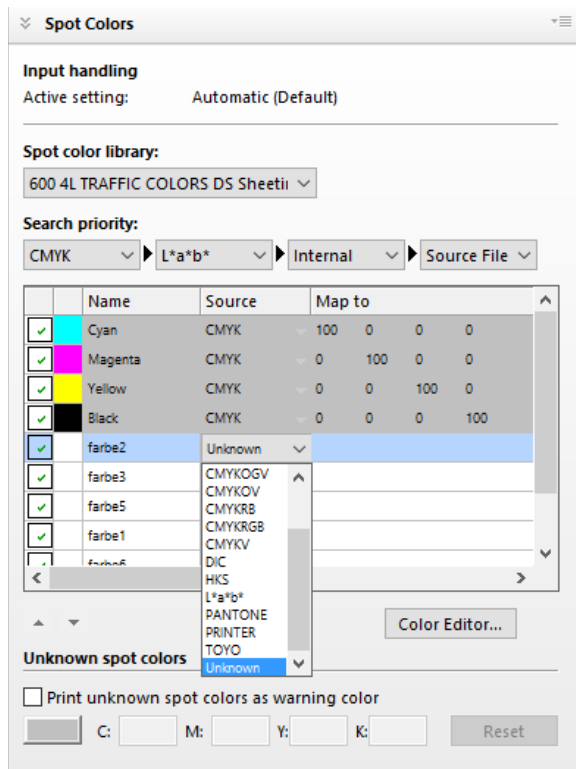 Spot Colors
Input handling
Active setting: Automatic (Default)
Spot color library:
600 4L TRAFFIC COLORS DS Sheetin
Search priority:
CMYK L*a*b* Internal Source File
Name Source Map to
Cyan CMYK 100 0 0 0
Magenta CMYK 0 100 0 0
Yellow CMYK 0 0 100 0
Black CMYK 0 0 0 100
farbe2 Unknown
farbe3 CMYKOGV
CMYKOV
farbe5 CMYKRB
CMYKRGB
CMYKV
farbe1 DIC
farbe6 HKS
L*a*b*
PANTONE
PRINTER
TOYO
Unknown
Color Editor...
Unknown spot colors
Print unknown spot colors as warning color
C: M: Y: K: Reset